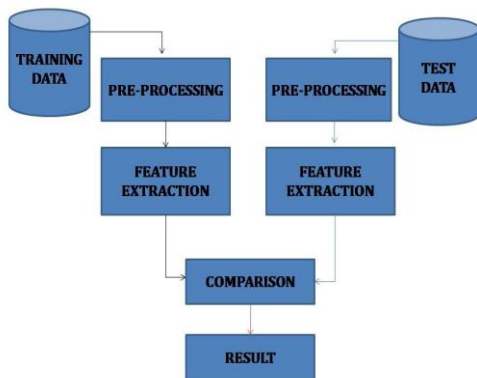 TRAINING
DATA
PRE-PROCESSING
PRE-PROCESSING
TEST
DATA
FEATURE
EXTRACTION
FEATURE
EXTRACTION
COMPARISON
RESULT